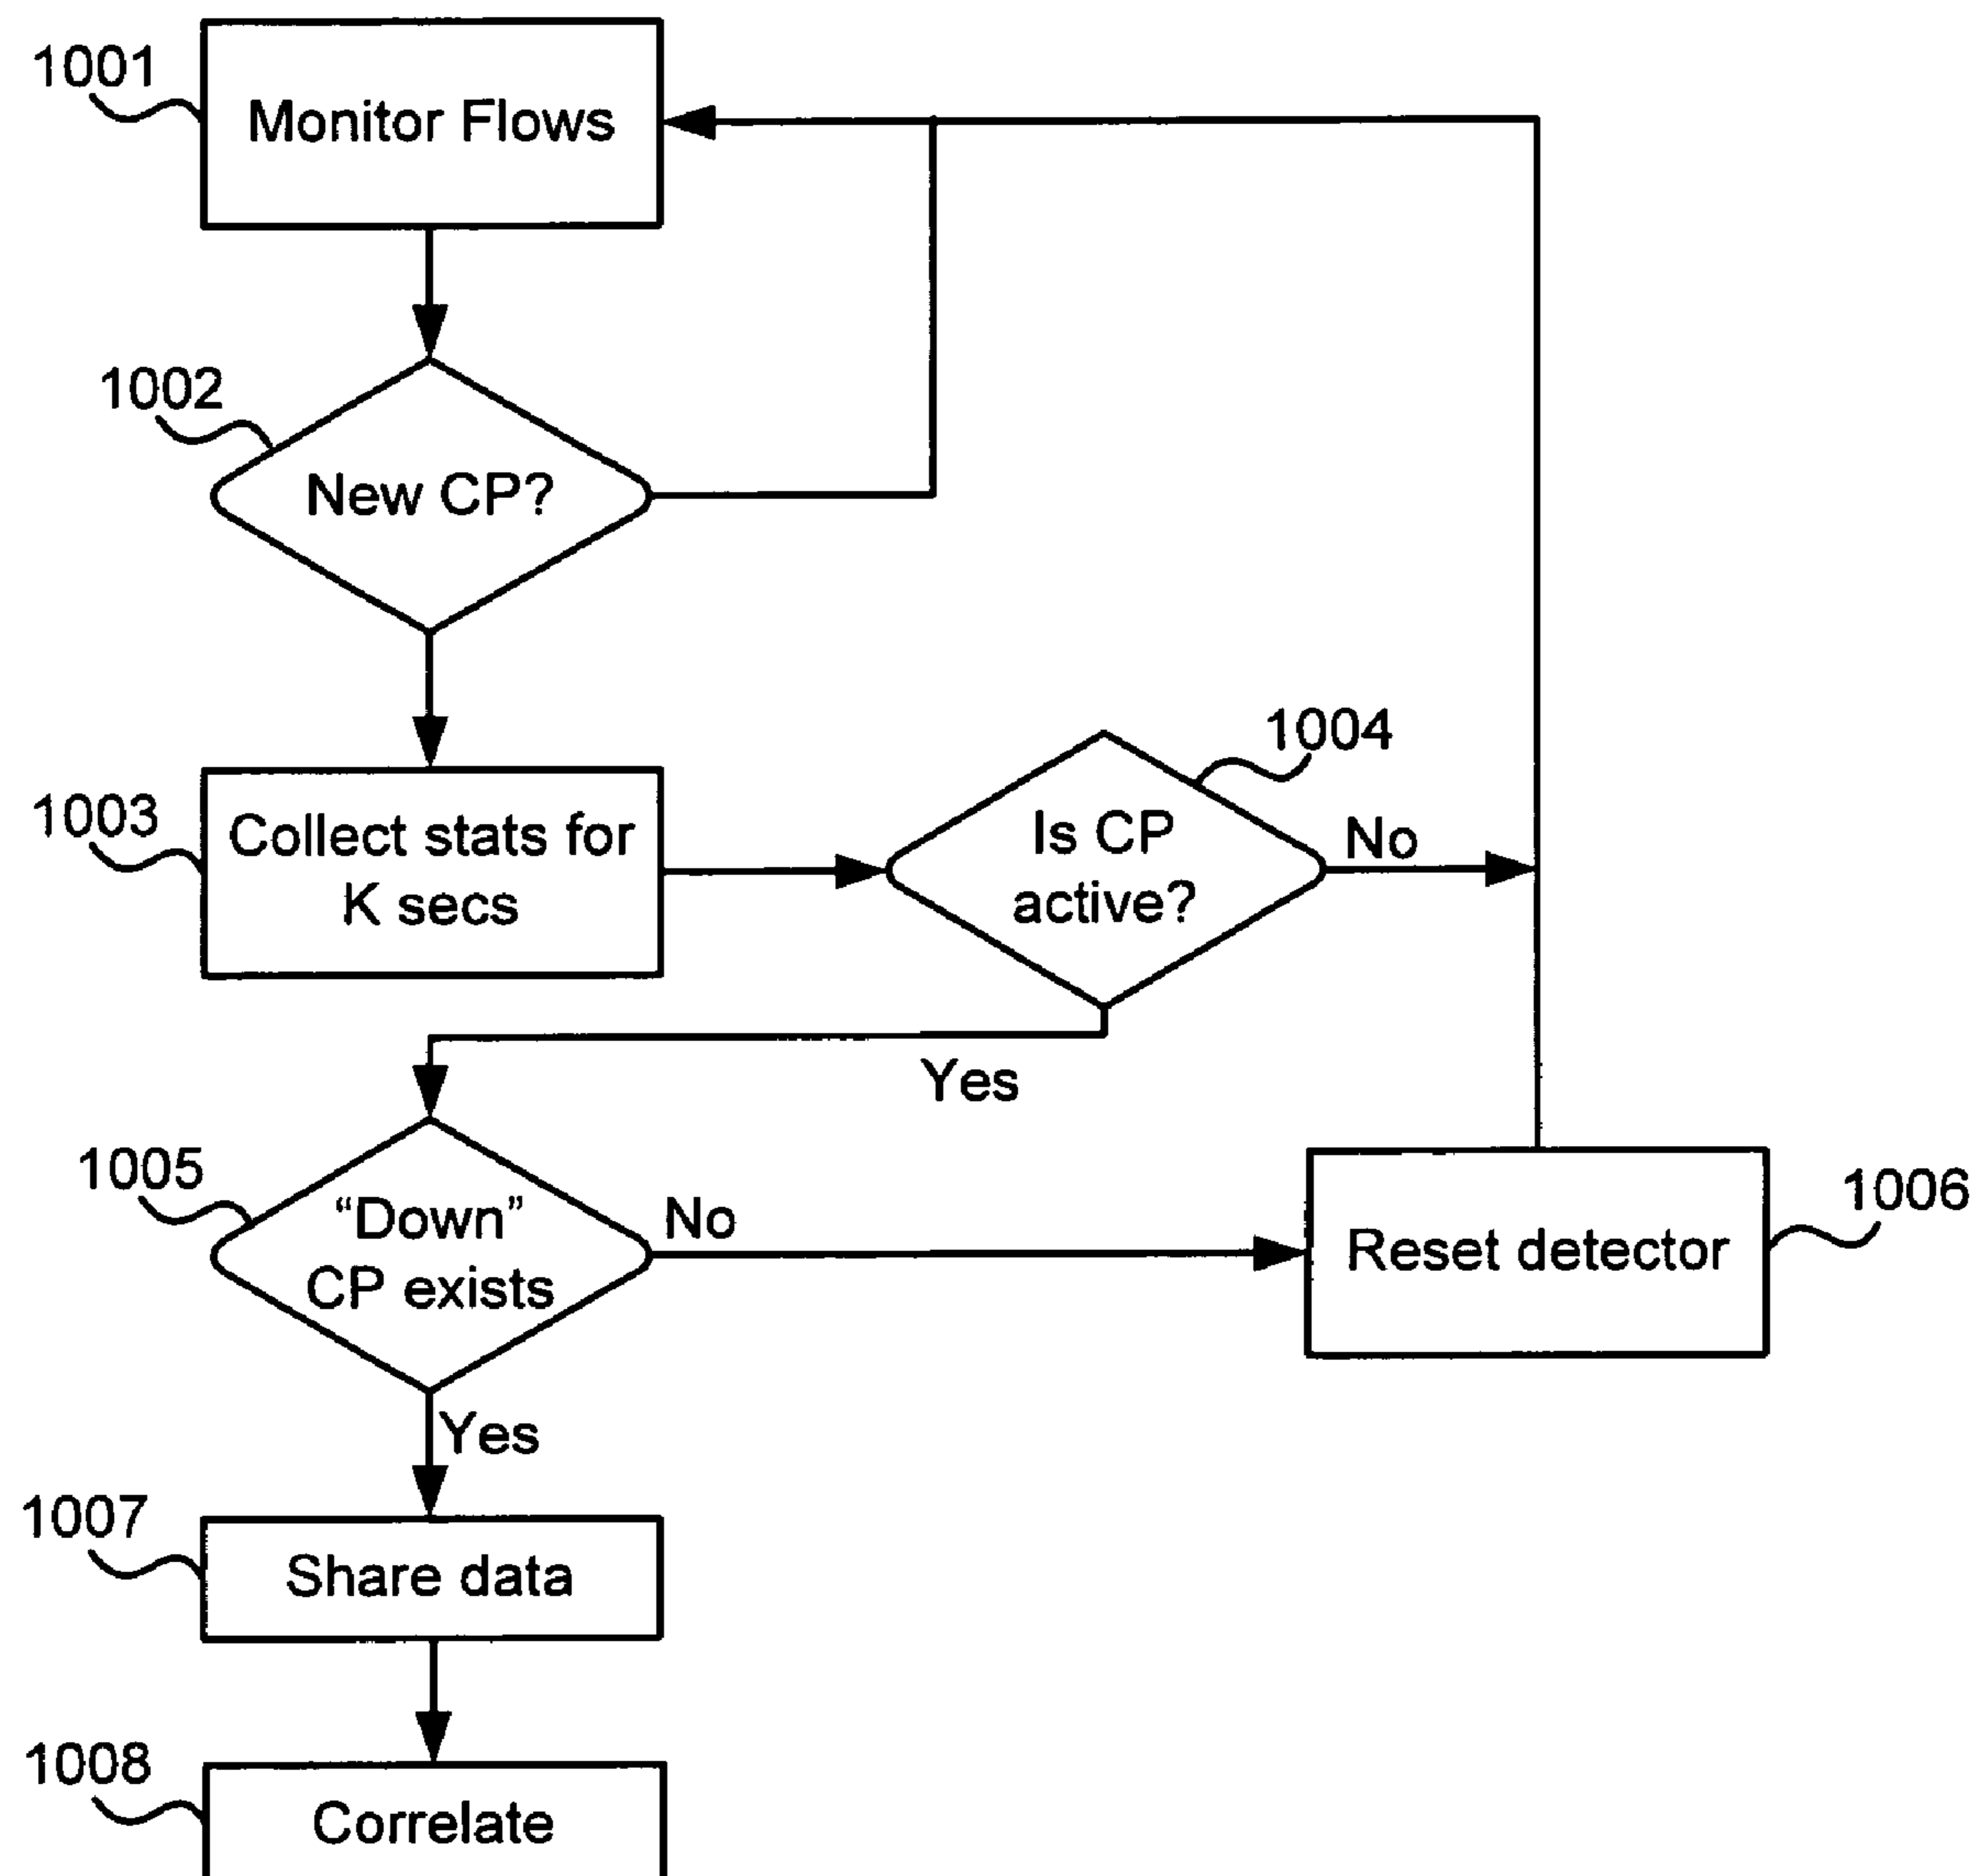 1001
Monitor Flows
1002
New CP?
1003
Collect stats for
K secs
1004
Is CP
active?
No
Yes
1005
“Down”
CP exists
No
1006
Reset detector
Yes
1007
Share data
1008
Correlate